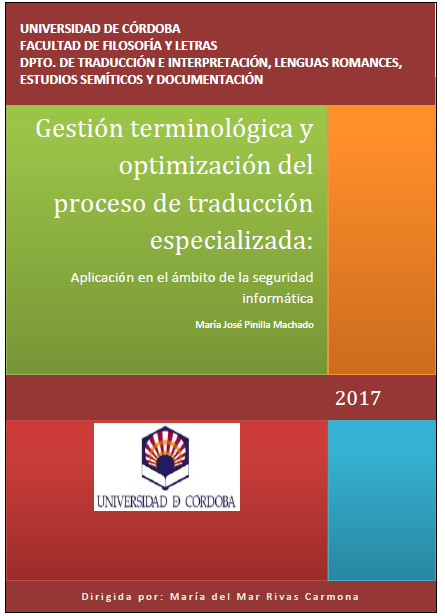 UNIVERSIDAD DE CÓRDOBA
FACULTAD DE FILOSOFÍA Y LETRAS
DPTO. DE TRADUCCIÓN E INTERPRETACIÓN, LENGUAS ROMANCES,
ESTUDIOS SEMÍTICOS Y DOCUMENTACIÓN
Gestión terminológica y
optimización del
proceso de traducción
especializada:
Aplicación en el ámbito de la seguridad
informática
María José Pinilla Machado
2017
UNIVERSIDAD Đ CÓRDOBA
Dirigida por: María del Mar Rivas Carmona